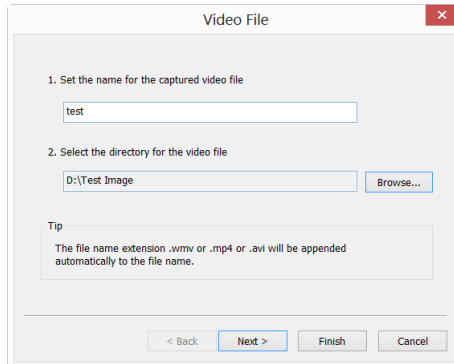 Video File
x
1. Set the name for the captured video file
test
2. Select the directory for the video file
D:\Test Image
Browse...
Tip
The file name extension .wmv or .mp4 or .avi will be appended
automatically to the file name.
< Back Next > Finish Cancel